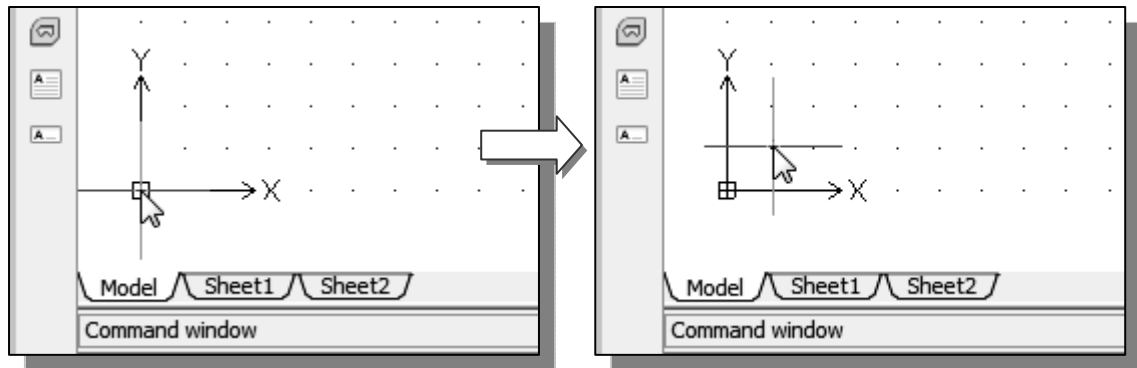 A
A...
Y
X
Model Sheet1 Sheet2
Command window
A
A...
Y
X
Model Sheet1 Sheet2
Command window